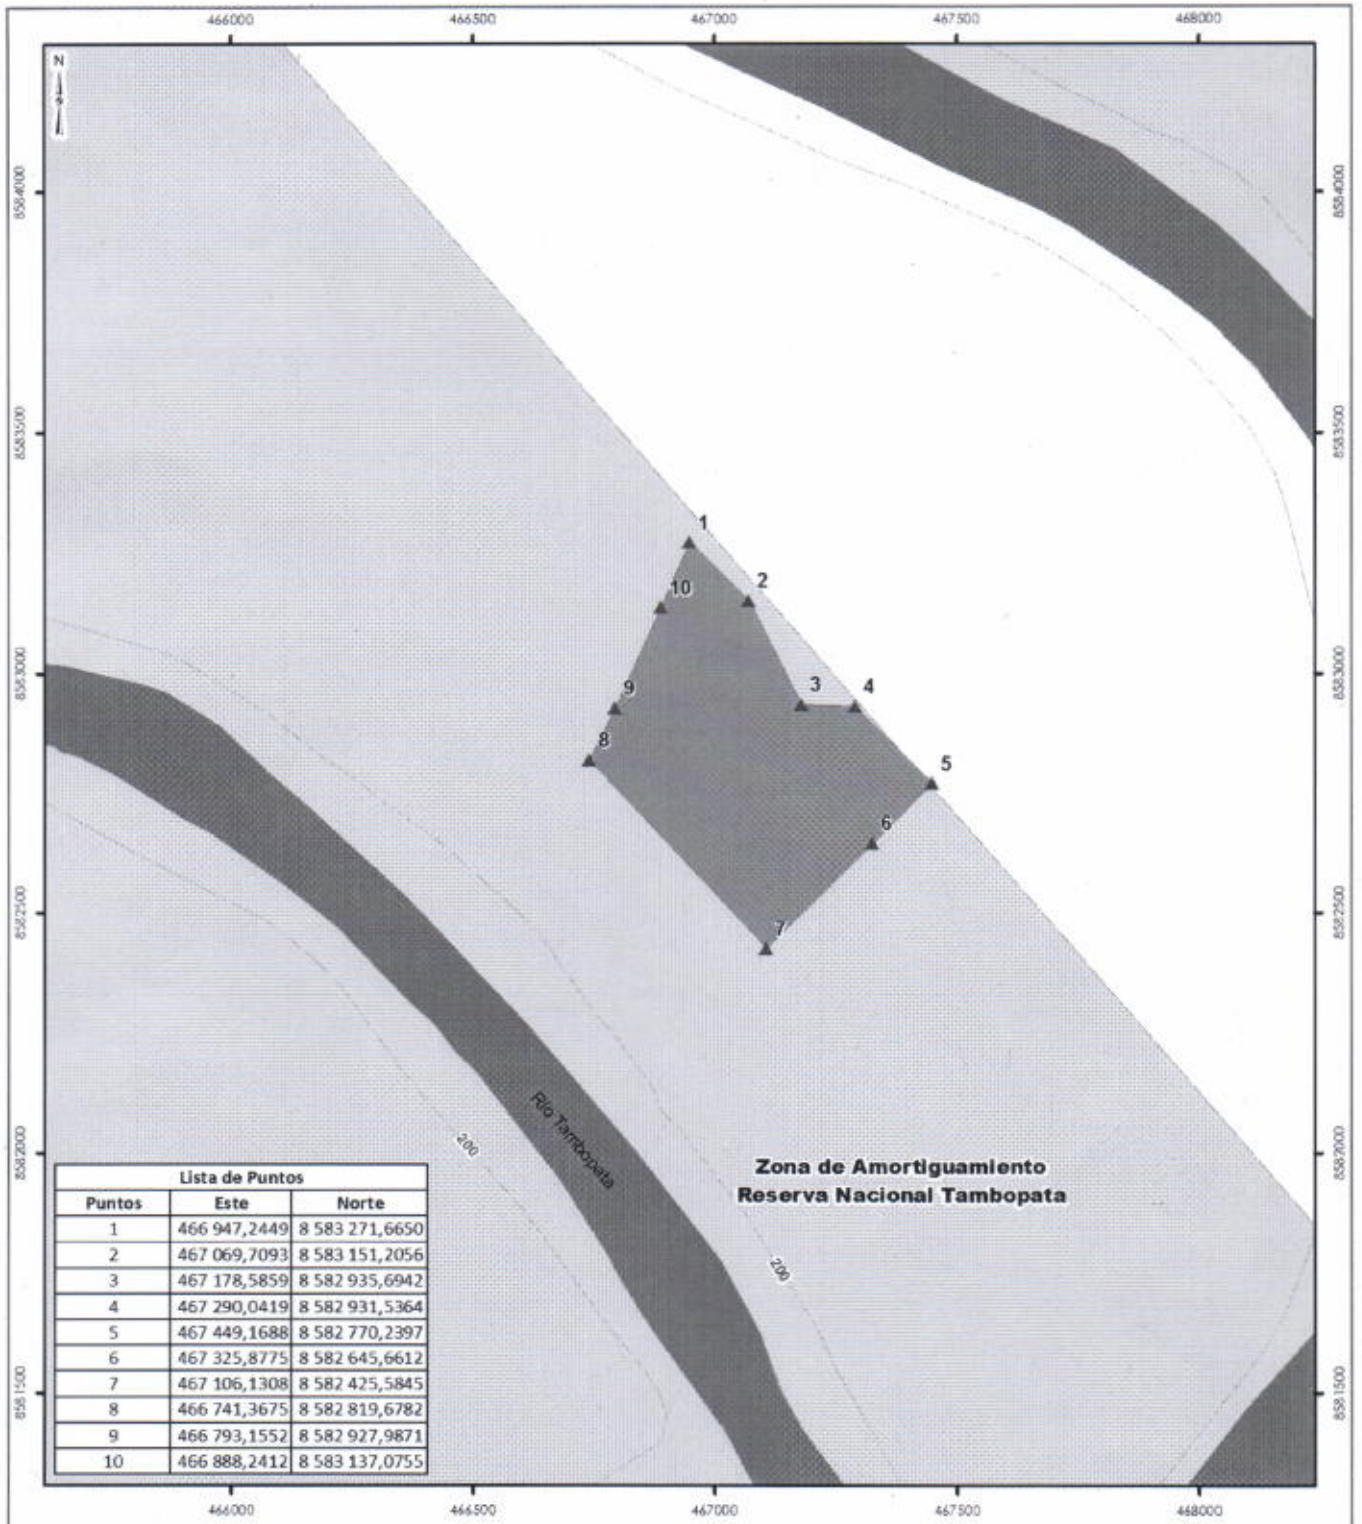 466000 466500 467000 467500 468000
N
8584000 8584000
8583500 8583500
1
2
10
8583000 8583000
3 4
9
8
5
6
8582500 8582500
7
Río Tambopata
200
8582000 8582000
Zona de Amortiguamiento
Reserva Nacional Tambopata
200
Lista de Puntos
Puntos Este Norte
1 466 947,2449 8 583 271,6650
2 467 069,7093 8 583 151,2056
3 467 178,5859 8 582 935,6942
4 467 290,0419 8 582 931,5364
5 467 449,1688 8 582 770,2397
6 467 325,8775 8 582 645,6612
7 467 106,1308 8 582 425,5845
8 466 741,3675 8 582 819,6782
9 466 793,1552 8 582 927,9871
10 466 888,2412 8 583 137,0755
8581500 8581500
466000 466500 467000 467500 468000